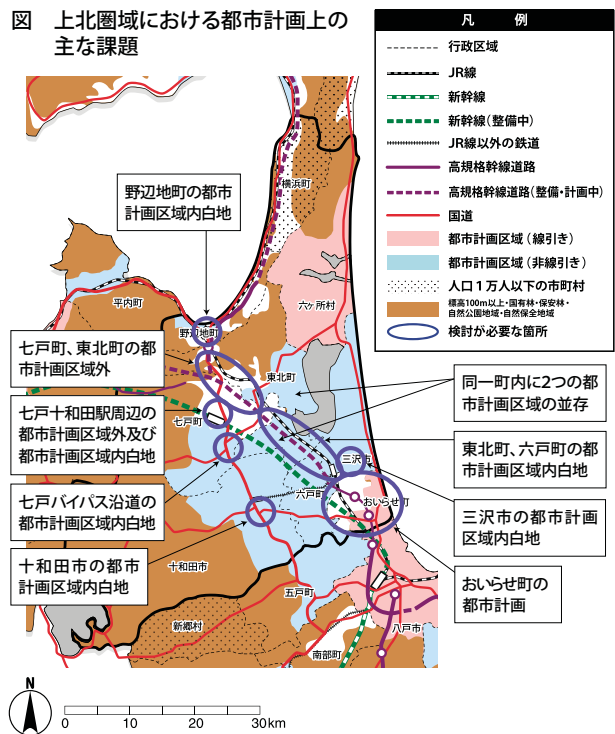 図　上北圏域における都市計画上の
主な課題
凡　例
行政区域
JR線
新幹線
新幹線（整備中）
JR線以外の鉄道
高規格幹線道路
高規格幹線道路（整備・計画中）
国道
都市計画区域（線引き）
都市計画区域（非線引き）
人口１万人以下の市町村
標高100m以上・国有林・保安林・
自然公園地域・自然保全地域
検討が必要な箇所
野辺地町の都市
計画区域内白地
七戸町、東北町の都
市計画区域外
七戸十和田駅周辺の
都市計画区域外及び
都市計画区域内白地
七戸バイパス沿道の
都市計画区域内白地
十和田市の都市
計画区域内白地
同一町内に2つの都
市計画区域の並存
東北町、六戸町の都
市計画区域内白地
三沢市の都市計画
区域内白地
おいらせ町の
都市計画
横浜町
六ヶ所村
平内町
野辺地町
東北町
七戸町
三沢市
六戸町
おいらせ町
十和田市
五戸町
新郷村
八戸市
南部町
N
0 10 20 30km